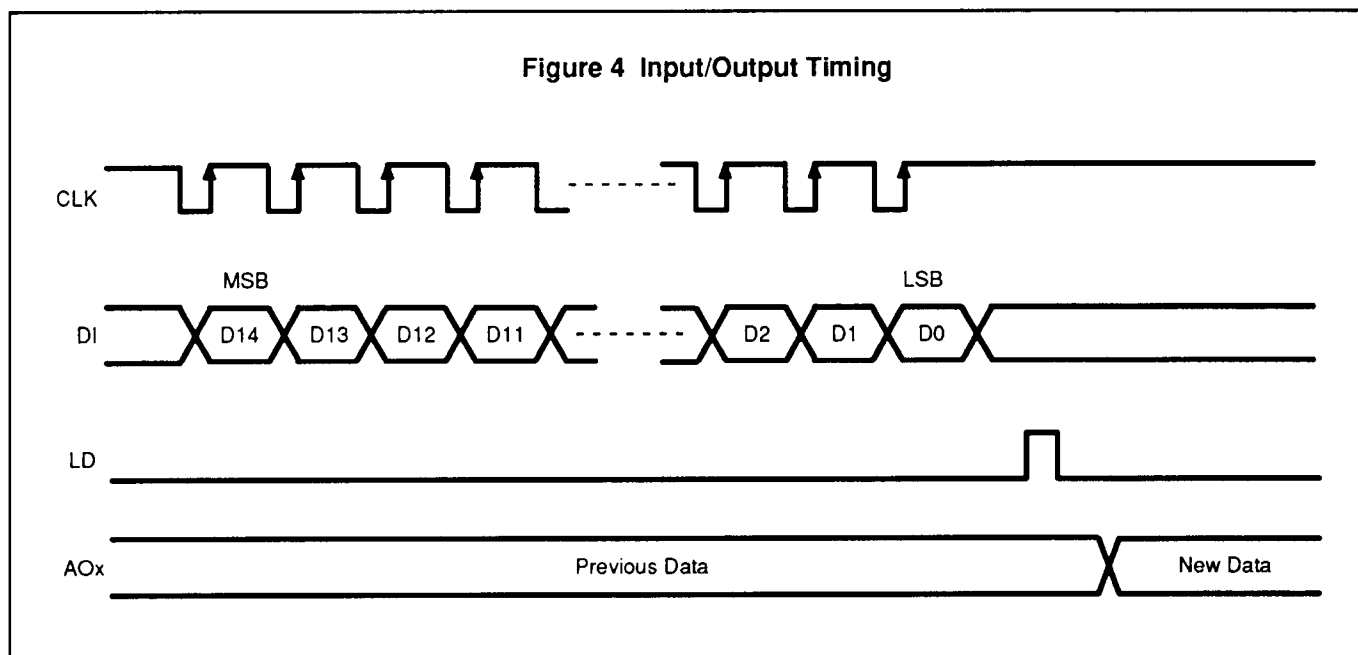 Figure 4 Input/Output Timing
CLK
MSB LSB
DI D14 D13 D12 D11 D2 D1 D0
LD
AOx Previous Data New Data